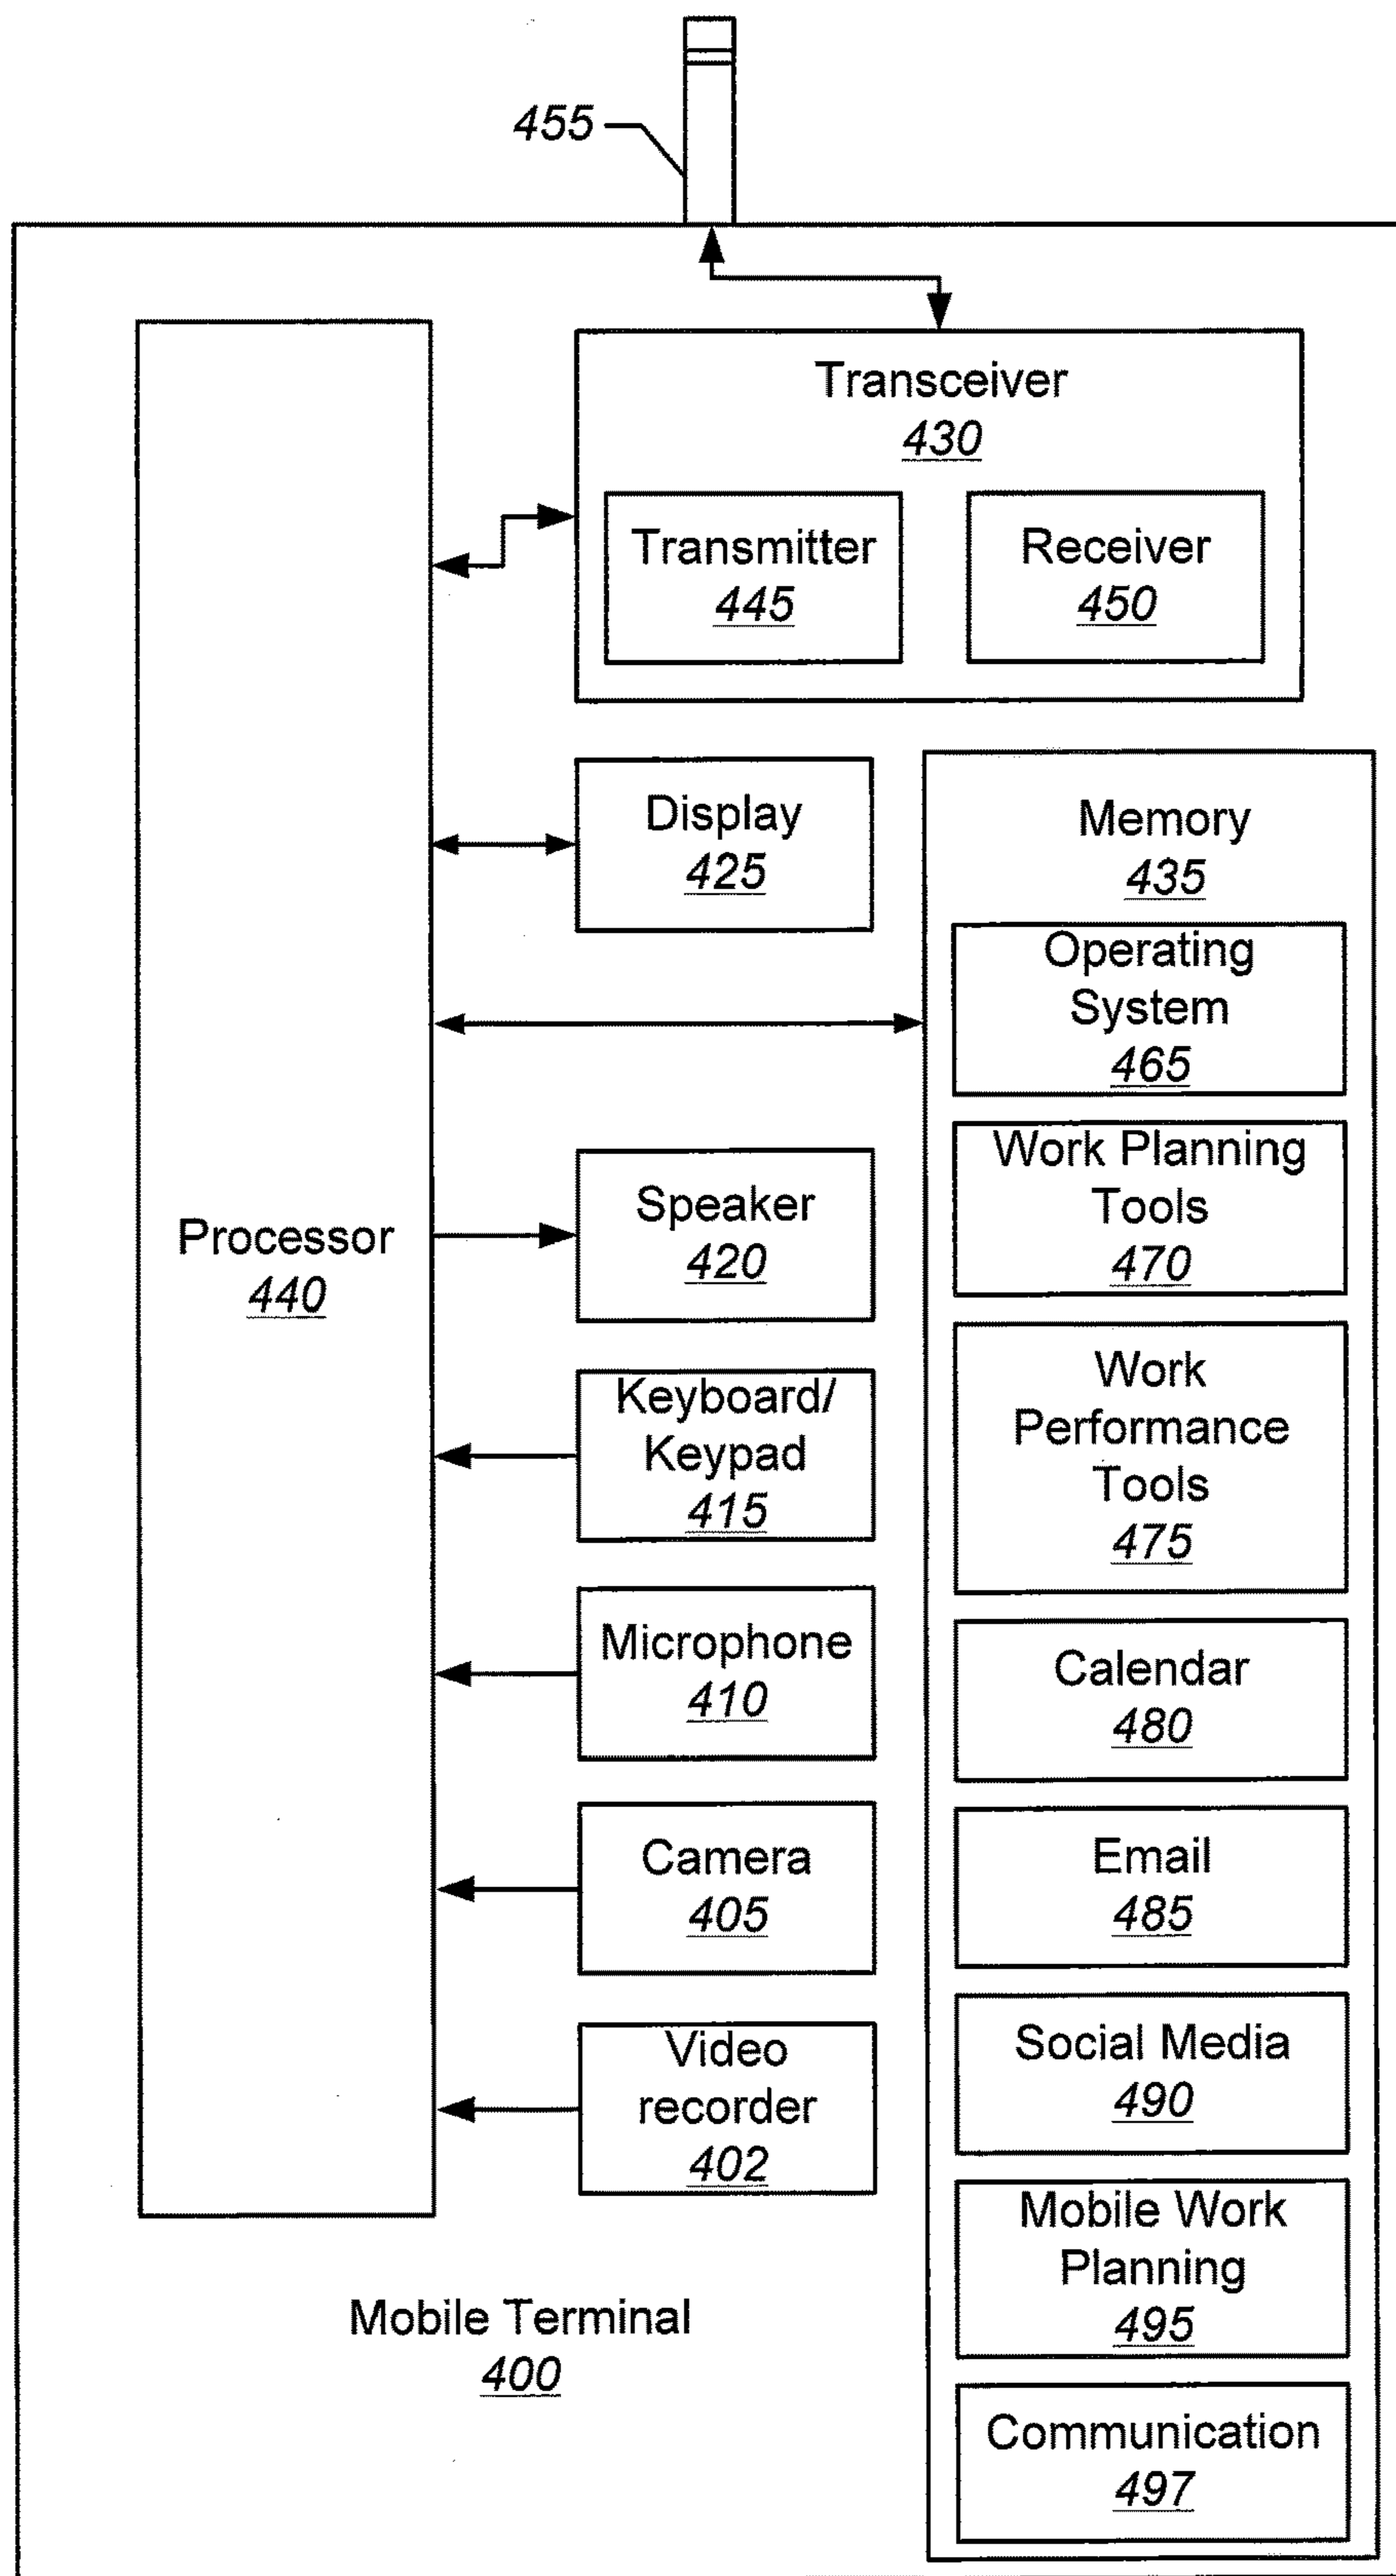 455
Transceiver
430
Transmitter
445
Receiver
450
Display
425
Memory
435
Operating
System
465
Work Planning
Tools
470
Work
Performance
Tools
475
Calendar
480
Email
485
Social Media
490
Mobile Work
Planning
495
Communication
497
Processor
440
Speaker
420
Keyboard/
Keypad
415
Microphone
410
Camera
405
Video
recorder
402
Mobile Terminal
400